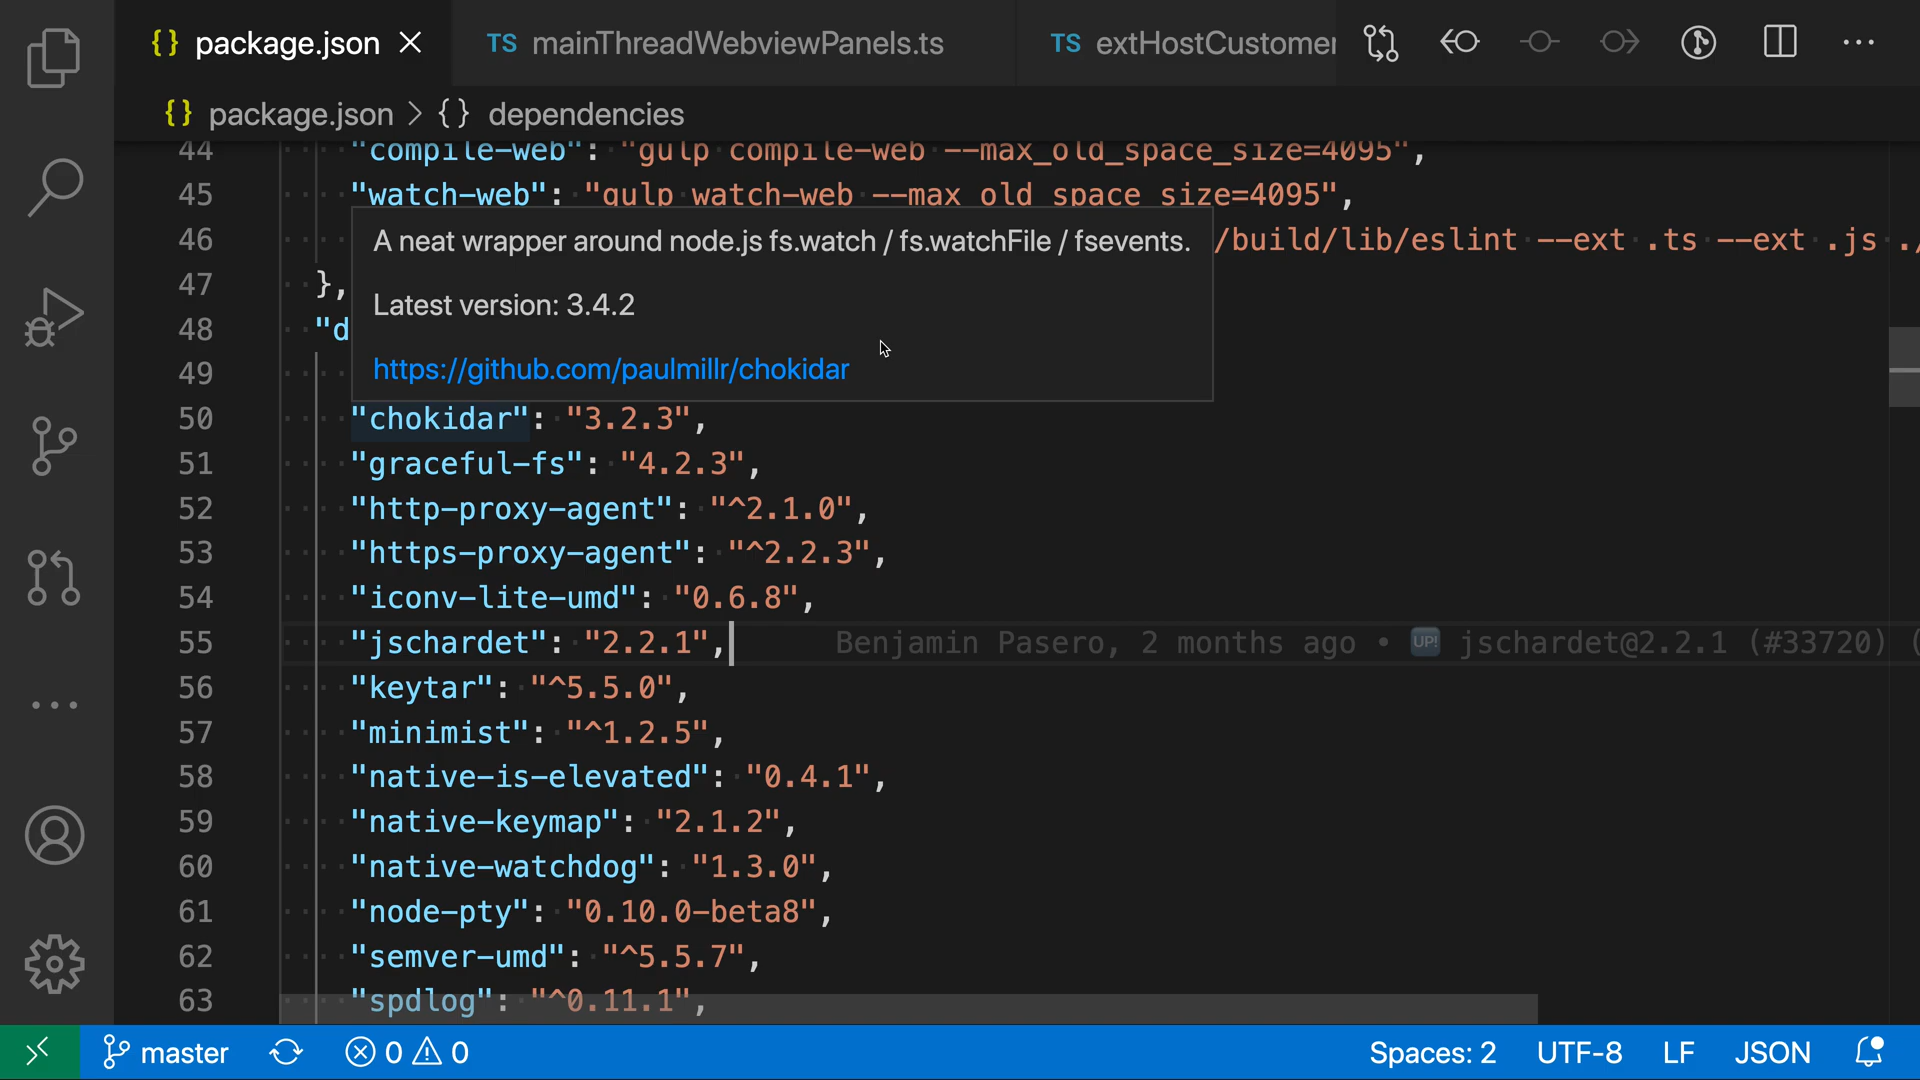 {} package.json
TS mainThreadWebviewPanels.ts
TS extHostCustomer
{} package.json > {} dependencies
44 "compile-web": "gulp compile-web --max_old_space_size=4095",
45 "watch-web": "gulp watch-web --max_old_space_size=4095",
46 /build/lib/eslint --ext .ts --ext .js ./
A neat wrapper around node.js fs.watch / fs.watchFile / fsevents.
Latest version: 3.4.2
https://github.com/paulmillr/chokidar
47 },
48 "d
49
50 "chokidar": "3.2.3",
51 "graceful-fs": "4.2.3",
52 "http-proxy-agent": "^2.1.0",
53 "https-proxy-agent": "^2.2.3",
54 "iconv-lite-umd": "0.6.8",
55 "jschardet": "2.2.1", Benjamin Pasero, 2 months ago • UP! jschardet@2.2.1 (#33720) (
56 "keytar": "^5.5.0",
57 "minimist": "^1.2.5",
58 "native-is-elevated": "0.4.1",
59 "native-keymap": "2.1.2",
60 "native-watchdog": "1.3.0",
61 "node-pty": "0.10.0-beta8",
62 "semver-umd": "^5.5.7",
63 "spdlog": "^0.11.1",
master 0 0 Spaces: 2 UTF-8 LF JSON